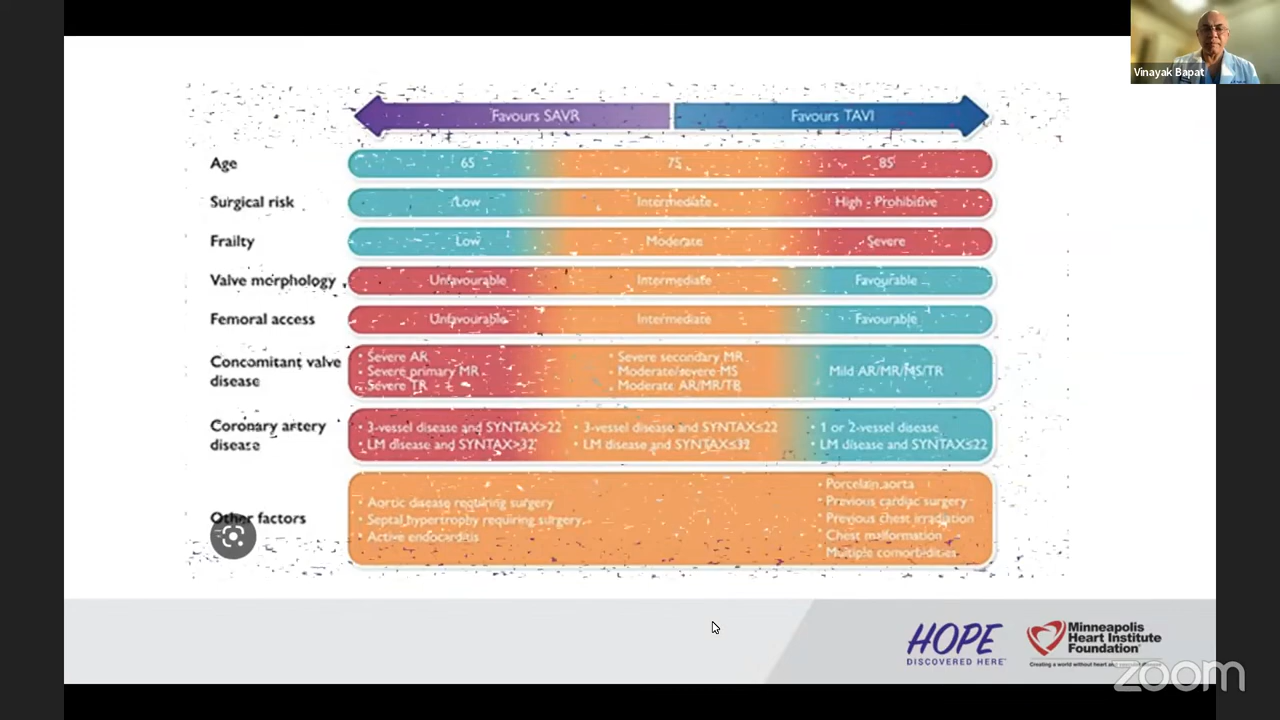 Vinayak Bapat
Favours SAVR
Favours TAVI
Age
65
75
85
Surgical risk
Low
Intermediate
High - Prohibitive
Frailty
Low
Moderate
Severe
Valve morphology
Unfavourable
Intermediate
Favourable
Femoral access
Unfavourable
Intermediate
Favourable
Concomitant valve
disease
• Severe AR
• Severe primary MR
• Severe TR
• Severe secondary MR
• Moderate/severe MS
• Moderate AR/MR/TR
Mild AR/MR/MS/TR
Coronary artery
disease
• 3-vessel disease and SYNTAX>22
• LM disease and SYNTAX>32
• 3-vessel disease and SYNTAX≤22
• LM disease and SYNTAX≤32
• 1 or 2-vessel disease
• LM disease and SYNTAX≤22
Other factors
• Aortic disease requiring surgery
• Septal hypertrophy requiring surgery
• Active endocarditis
• Porcelain aorta
• Previous cardiac surgery
• Previous chest irradiation
• Chest malformation
• Multiple comorbidities
HOPE
DISCOVERED HERE™
Minneapolis
Heart Institute
Foundation®
Creating a world without heart and
zoom